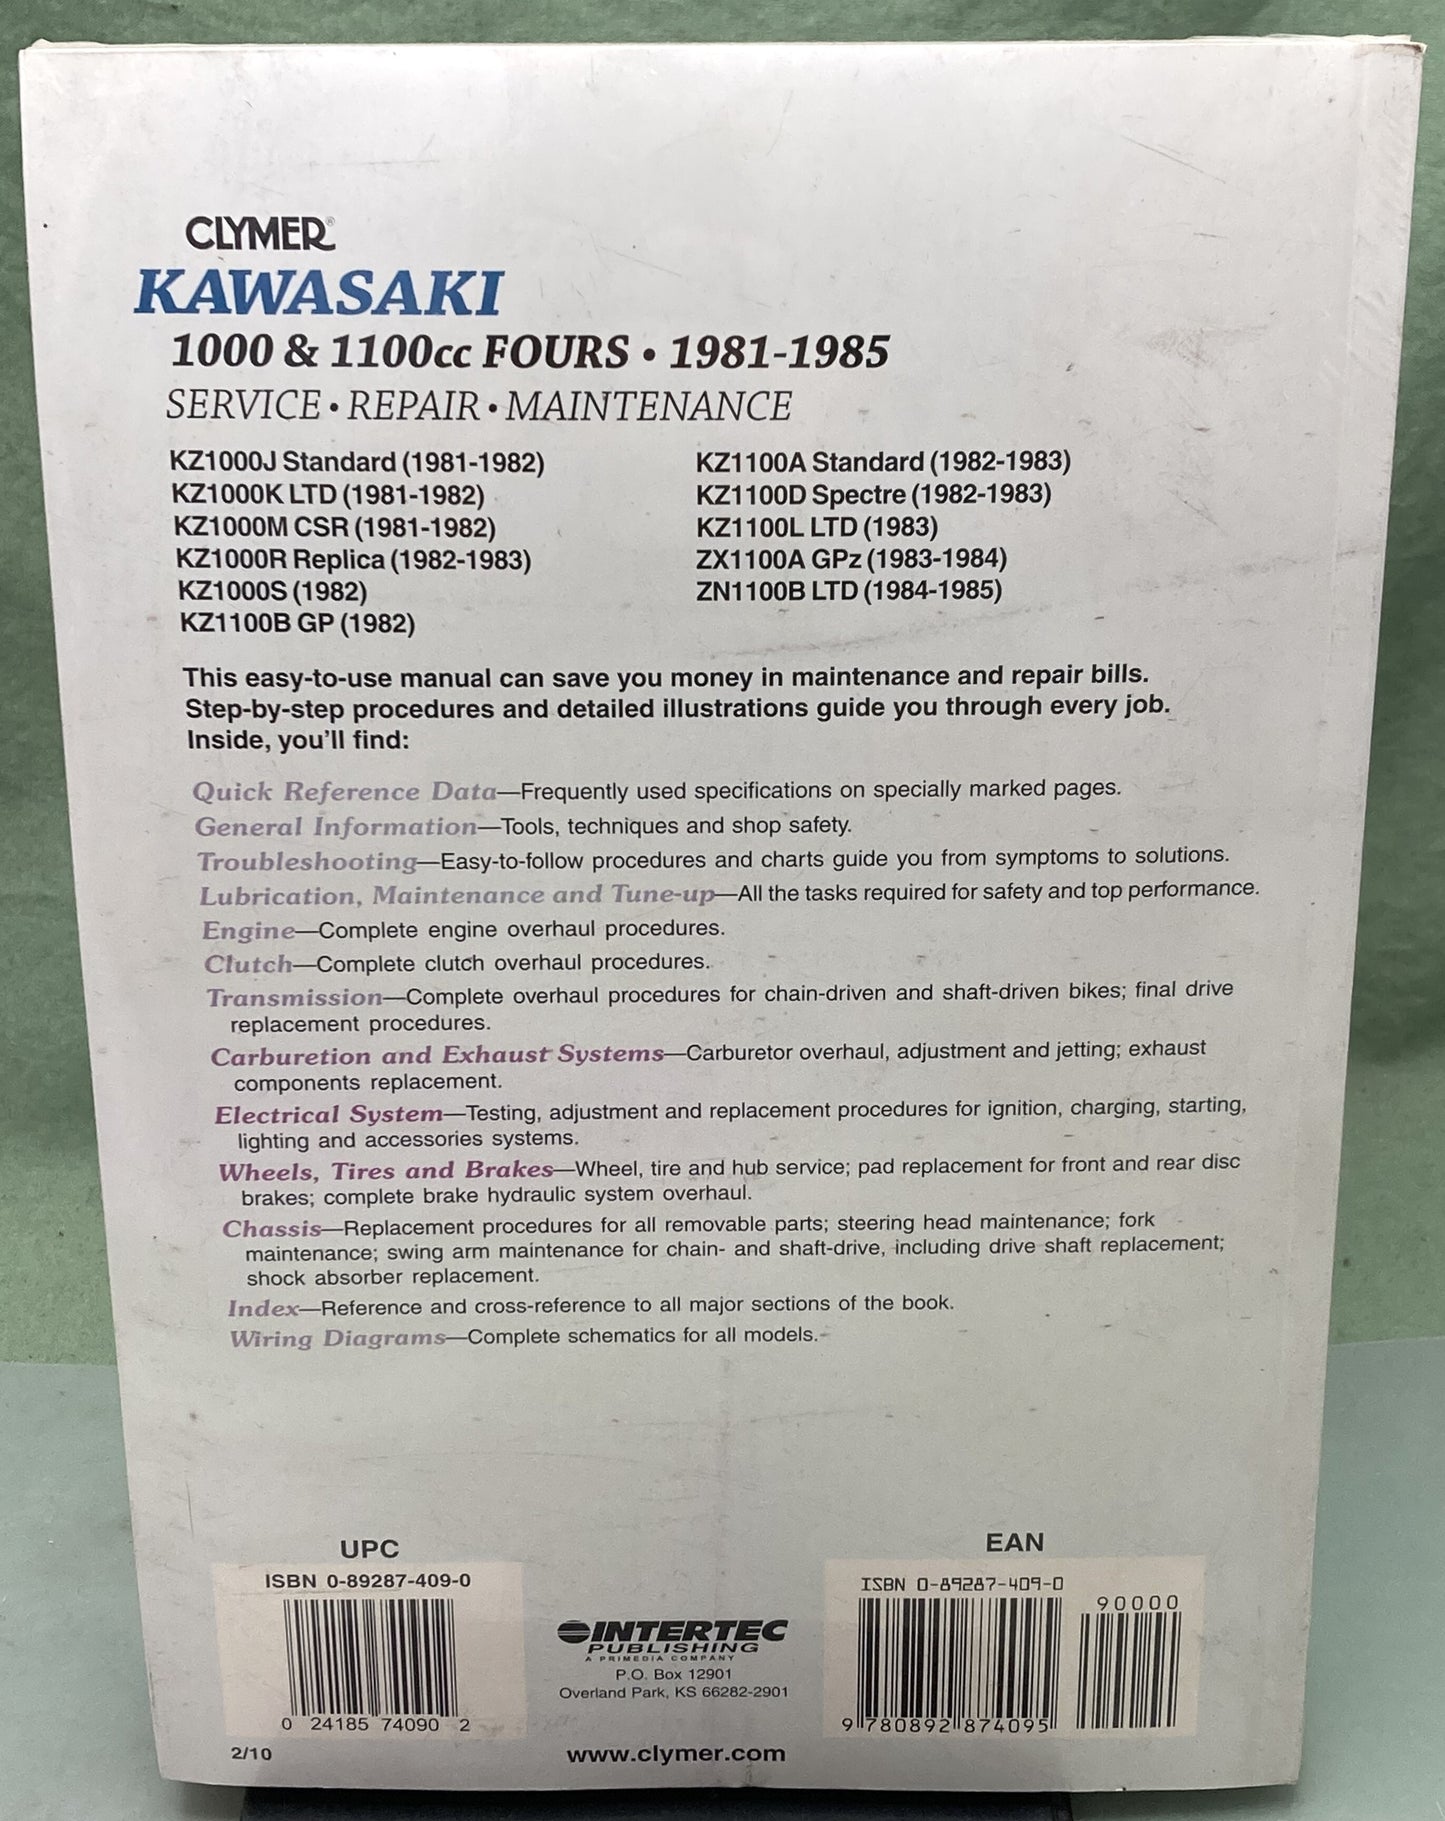 CLYMER®
KAWASAKI
1000 & 1100cc FOURS • 1981-1985
SERVICE • REPAIR • MAINTENANCE
KZ1000J Standard (1981-1982)
KZ1000K LTD (1981-1982)
KZ1000M CSR (1981-1982)
KZ1000R Replica (1982-1983)
KZ1000S (1982)
KZ1100B GP (1982)
KZ1100A Standard (1982-1983)
KZ1100D Spectre (1982-1983)
KZ1100L LTD (1983)
ZX1100A GPz (1983-1984)
ZN1100B LTD (1984-1985)
This easy-to-use manual can save you money in maintenance and repair bills.
Step-by-step procedures and detailed illustrations guide you through every job.
Inside, you'll find:
Quick Reference Data—Frequently used specifications on specially marked pages.
General Information—Tools, techniques and shop safety.
Troubleshooting—Easy-to-follow procedures and charts guide you from symptoms to solutions.
Lubrication, Maintenance and Tune-up—All the tasks required for safety and top performance.
Engine—Complete engine overhaul procedures.
Clutch—Complete clutch overhaul procedures.
Transmission—Complete overhaul procedures for chain-driven and shaft-driven bikes; final drive
replacement procedures.
Carburetion and Exhaust Systems—Carburetor overhaul, adjustment and jetting; exhaust
components replacement.
Electrical System—Testing, adjustment and replacement procedures for ignition, charging, starting,
lighting and accessories systems.
Wheels, Tires and Brakes—Wheel, tire and hub service; pad replacement for front and rear disc
brakes; complete brake hydraulic system overhaul.
Chassis—Replacement procedures for all removable parts; steering head maintenance; fork
maintenance; swing arm maintenance for chain- and shaft-drive, including drive shaft replacement;
shock absorber replacement.
Index—Reference and cross-reference to all major sections of the book.
Wiring Diagrams—Complete schematics for all models.
UPC
ISBN 0-89287-409-0
0 24185 74090 2
2/10
INTERTEC
PUBLISHING
A PRIMEDIA COMPANY
P.O. Box 12901
Overland Park, KS 66282-2901
www.clymer.com
EAN
ISBN 0-89287-409-0
90000
9 780892 874095